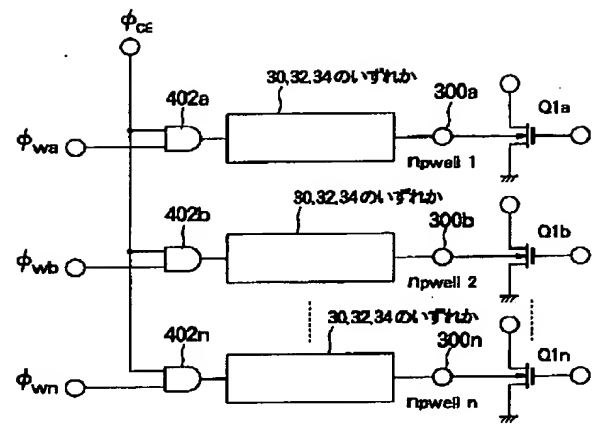 φCE
30,32,34のいずれか
402a
300a
Q1a
φwa
npwell 1
30,32,34のいずれか
402b
300b
Q1b
φwb
npwell 2
30,32,34のいずれか
402n
300n
Q1n
φwn
npwell n